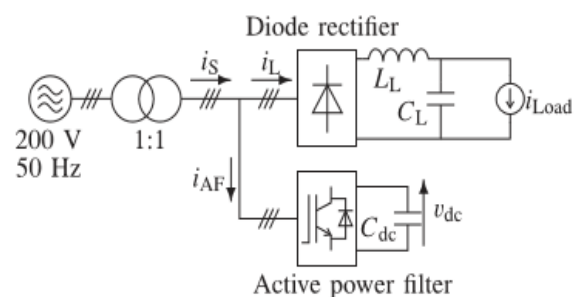 Diode rectifier
i_S
i_L
L_L
C_L
i_Load
200 V
50 Hz
1:1
i_AF
C_dc
v_dc
Active power filter